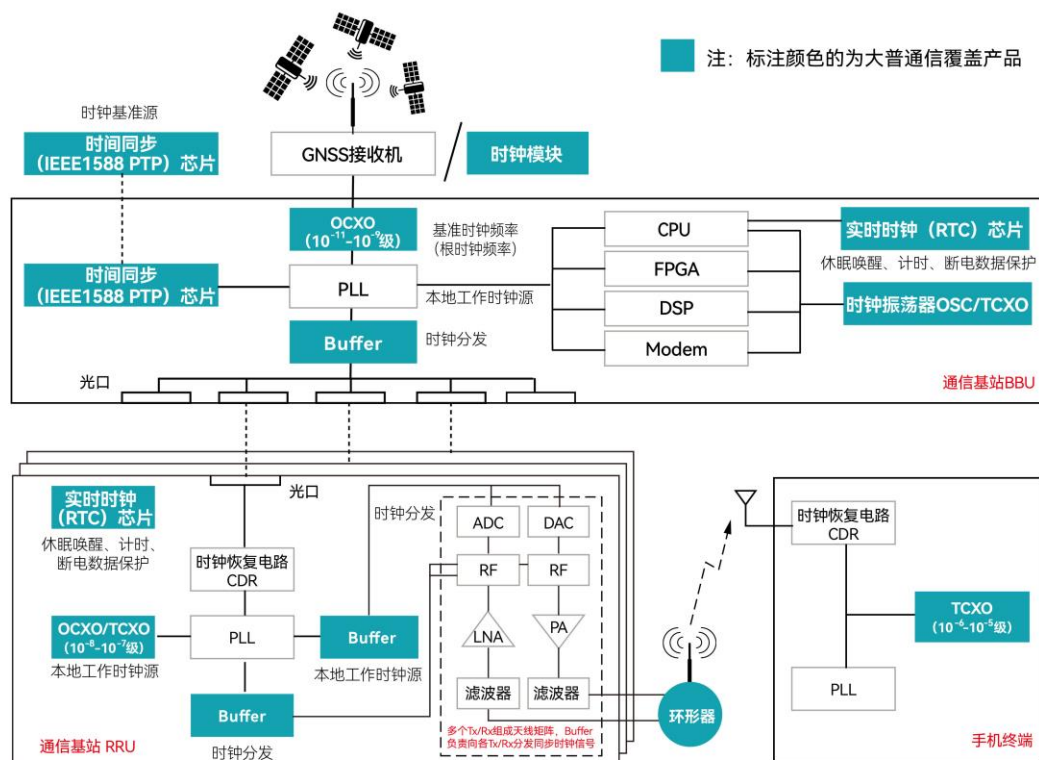 注：标注颜色的为大普通信覆盖产品
时钟基准源
时间同步
（IEEE1588 PTP）芯片
GNSS接收机
时钟模块
OCXO
（10⁻¹¹-10⁻⁹级）
基准时钟频率
（根时钟频率）
CPU
实时时钟（RTC）芯片
休眠唤醒、计时、断电数据保护
时间同步
（IEEE1588 PTP）芯片
PLL
本地工作时钟源
FPGA
DSP
时钟振荡器OSC/TCXO
Buffer
时钟分发
Modem
光口
通信基站BBU
实时时钟
（RTC）芯片
休眠唤醒、计时、
断电数据保护
光口
时钟分发
ADC
DAC
时钟恢复电路
CDR
RF
RF
OCXO/TCXO
（10⁻⁸-10⁻⁷级）
本地工作时钟源
PLL
Buffer
本地工作时钟源
LNA
PA
滤波器
滤波器
Buffer
时钟分发
多个Tx/Rx组成天线矩阵，Buffer
负责向各Tx/Rx分发同步时钟信号
环形器
通信基站 RRU
时钟恢复电路
CDR
TCXO
（10⁻⁶-10⁻⁵级）
PLL
手机终端